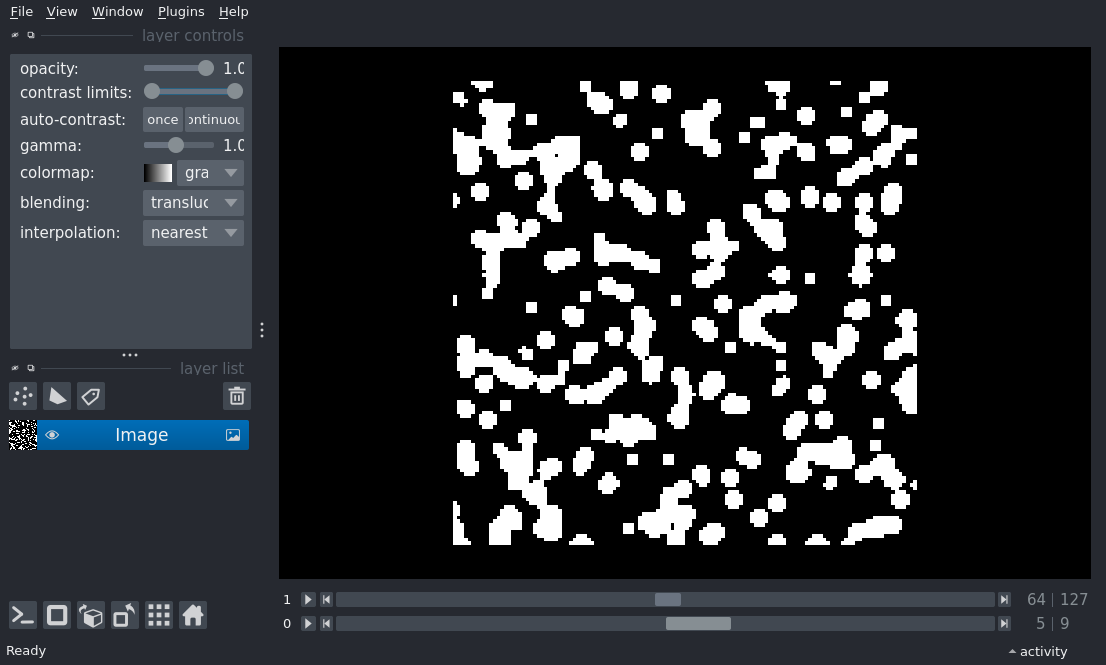 File View Window Plugins Help
layer controls
opacity: 1.0
contrast limits:
auto-contrast: once ontinuou
gamma: 1.0
colormap: gra
blending: transluc
interpolation: nearest
layer list
Image
1 64 | 127
0 5 | 9
Ready activity